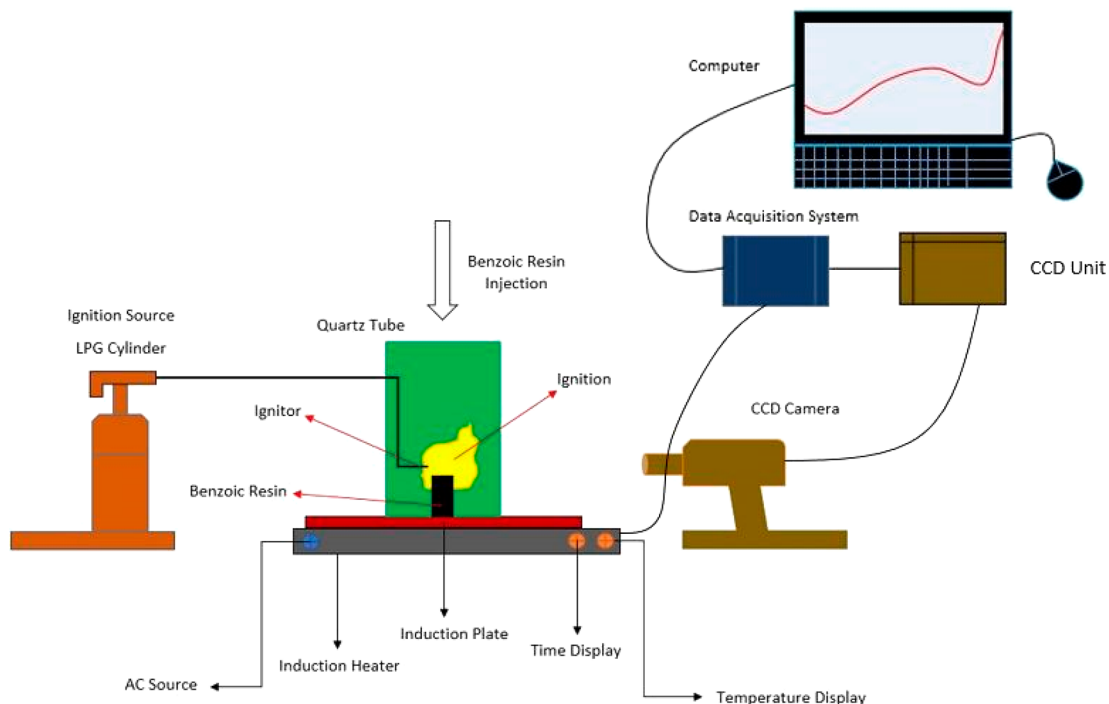 Computer
Data Acquisition System
CCD Unit
Benzoic Resin
Injection
Ignition Source
LPG Cylinder
Quartz Tube
Ignition
Ignitor
CCD Camera
Benzoic Resin
Induction Plate
Time Display
Induction Heater
AC Source
Temperature Display